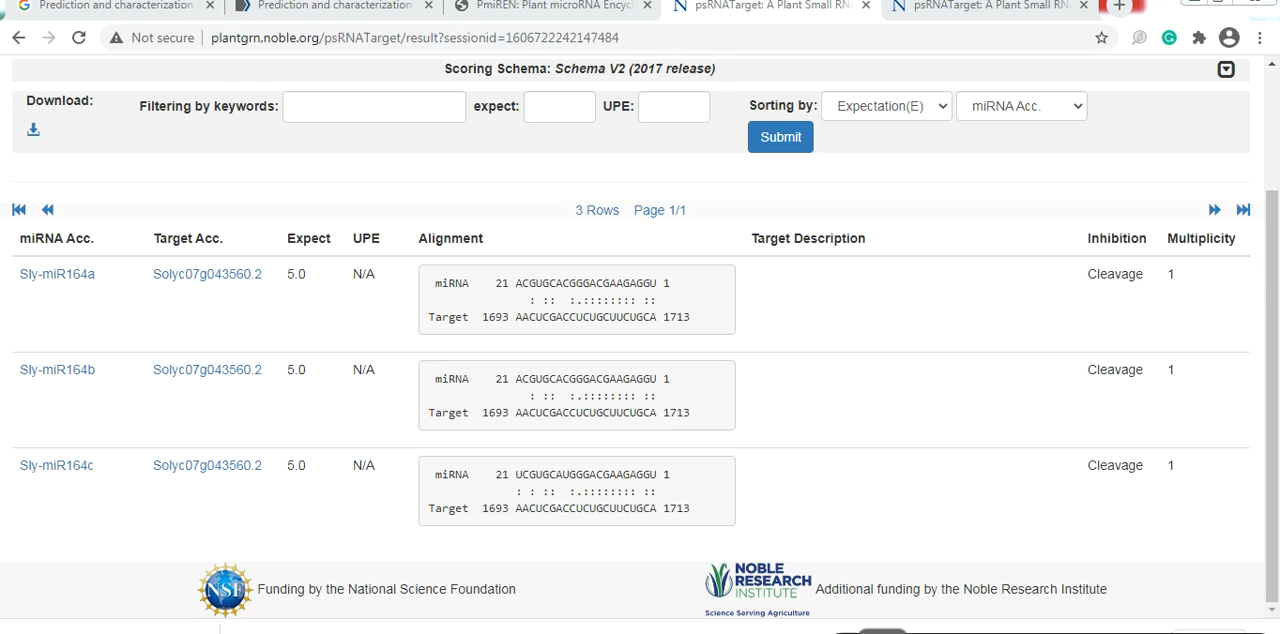 Prediction and characterization
Prediction and characterization
PmiREN: Plant microRNA Encycl
psRNATarget: A Plant Small RN
psRNATarget: A Plant Small RN
Not secure
plantgrn.noble.org/psRNATarget/result?sessionid=1606722242147484
Scoring Schema: Schema V2 (2017 release)
Download:
Filtering by keywords:
expect:
UPE:
Sorting by:
Expectation(E)
miRNA Acc.
Submit
3 Rows Page 1/1
miRNA Acc. Target Acc. Expect UPE Alignment Target Description Inhibition Multiplicity
Sly-miR164a Solyc07g043560.2 5.0 N/A Cleavage 1
miRNA 21 ACGUGCACGGGACGAAGAGGU 1
: :: :.:::::::: ::
Target 1693 AACUCGACCUCUGCUUCUGCA 1713
Sly-miR164b Solyc07g043560.2 5.0 N/A Cleavage 1
miRNA 21 ACGUGCACGGGACGAAGAGGU 1
: :: :.:::::::: ::
Target 1693 AACUCGACCUCUGCUUCUGCA 1713
Sly-miR164c Solyc07g043560.2 5.0 N/A Cleavage 1
miRNA 21 UCGUGCAUGGGACGAAGAGGU 1
: : :: :.:::::::: ::
Target 1693 AACUCGACCUCUGCUUCUGCA 1713
NSF
Funding by the National Science Foundation
NOBLE
RESEARCH
INSTITUTE
Science Serving Agriculture
Additional funding by the Noble Research Institute